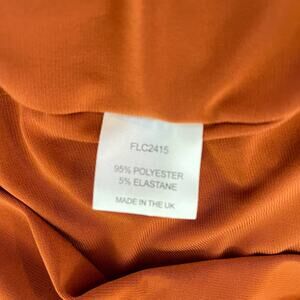 FLC2415
95% POLYESTER
5% ELASTANE
MADE IN THE UK